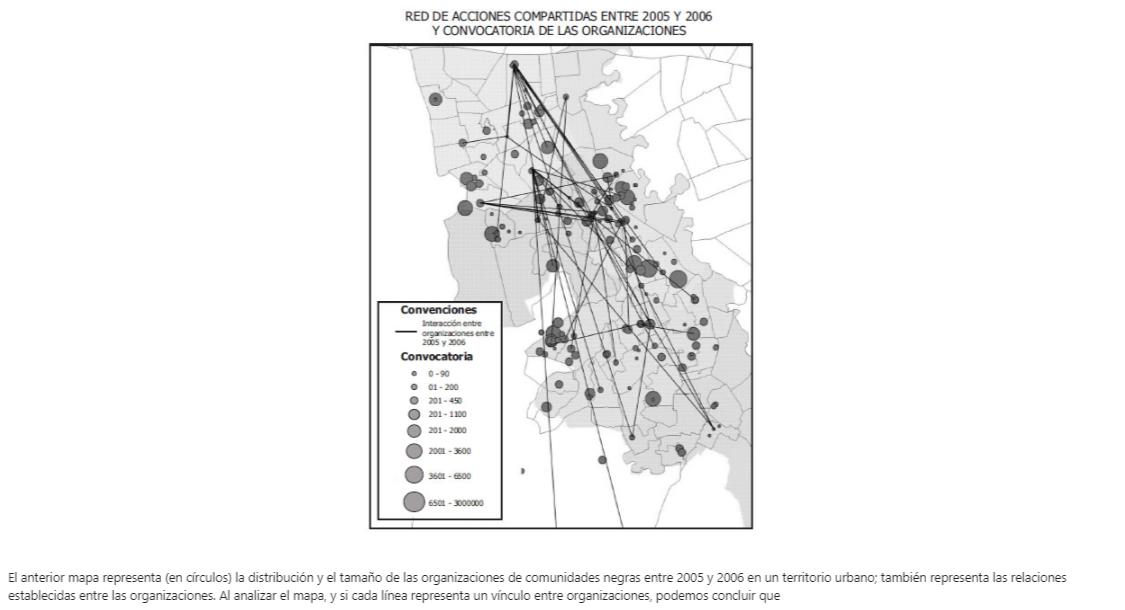 RED DE ACCIONES COMPARTIDAS ENTRE 2005 Y 2006
Y CONVOCATORIA DE LAS ORGANIZACIONES
Convenciones
Interacción entre
organizaciones entre
2005 y 2006
Convocatoria
0 - 90
01 - 200
201 - 450
201 - 1100
201 - 2000
2001 - 3600
3601 - 6500
6501 - 3000000
El anterior mapa representa (en círculos) la distribución y el tamaño de las organizaciones de comunidades negras entre 2005 y 2006 en un territorio urbano; también representa las relaciones
establecidas entre las organizaciones. Al analizar el mapa, y si cada línea representa un vínculo entre organizaciones, podemos concluir que